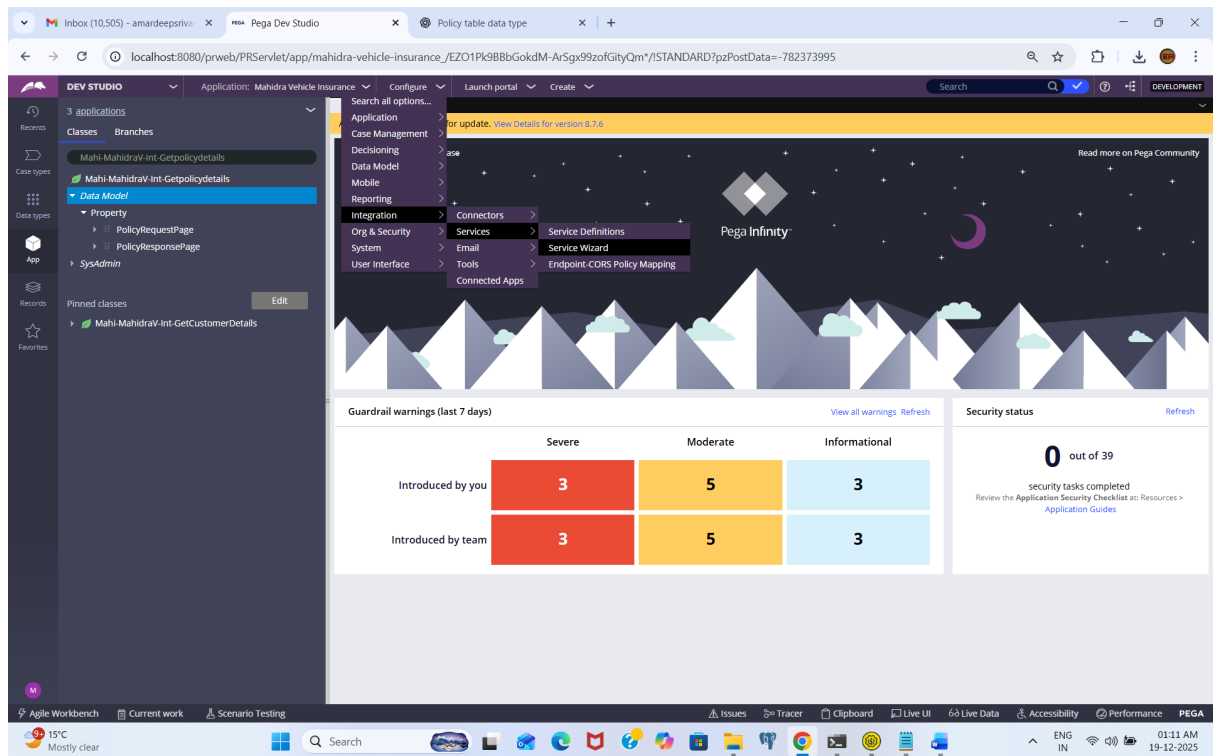 Inbox (10,505) - amardeepsriva
PEGA Pega Dev Studio
Policy table data type
localhost:8080/prweb/PRServlet/app/mahidra-vehicle-insurance_/EZO1Pk9BBbGokdM-ArSgx99zofGityQm*/!STANDARD?pzPostData=-782373995
DEV STUDIO
Application: Mahidra Vehicle Insurance
Configure
Launch portal
Create
Search
DEVELOPMENT
Recents
Case types
Data types
App
Records
Favorites
M
3 applications
Classes Branches
Mahi-MahidraV-Int-Getpolicydetails
Mahi-MahidraV-Int-Getpolicydetails
Data Model
Property
PolicyRequestPage
PolicyResponsePage
SysAdmin
Pinned classes Edit
Mahi-MahidraV-Int-GetCustomerDetails
Search all options...
Application
Case Management
Decisioning
Data Model
Mobile
Reporting
Integration
Org & Security
System
User Interface
Connectors
Services
Email
Tools
Connected Apps
Service Definitions
Service Wizard
Endpoint-CORS Policy Mapping
for update. View Details for version 8.7.6
ase
Read more on Pega Community
Pega Infinity
Guardrail warnings (last 7 days) View all warnings Refresh
Severe Moderate Informational
Introduced by you 3 5 3
Introduced by team 3 5 3
Security status Refresh
0 out of 39
security tasks completed
Review the Application Security Checklist at: Resources >
Application Guides
Agile Workbench Current work Scenario Testing
Issues Tracer Clipboard Live UI Live Data Accessibility Performance PEGA
9+ 15°C
Mostly clear
Search
ENG
IN
01:11 AM
19-12-2025